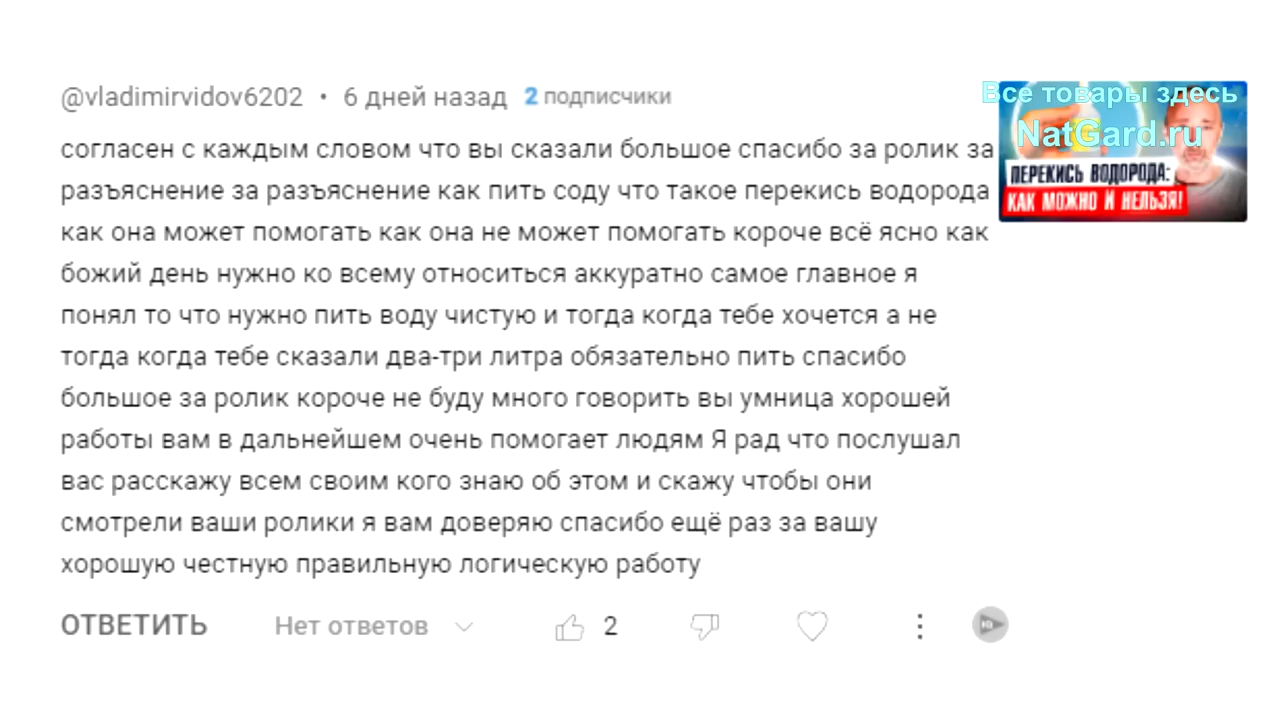 @vladimirvidov6202 • 6 дней назад 2 подписчики
согласен с каждым словом что вы сказали большое спасибо за ролик за
разъяснение за разъяснение как пить соду что такое перекись водорода
как она может помогать как она не может помогать короче всё ясно как
божий день нужно ко всему относиться аккуратно самое главное я
понял то что нужно пить воду чистую и тогда когда тебе хочется а не
тогда когда тебе сказали два-три литра обязательно пить спасибо
большое за ролик короче не буду много говорить вы умница хорошей
работы вам в дальнейшем очень помогает людям Я рад что послушал
вас расскажу всем своим кого знаю об этом и скажу чтобы они
смотрели ваши ролики я вам доверяю спасибо ещё раз за вашу
хорошую честную правильную логическую работу
ОТВЕТИТЬ Нет ответов 2
Все товары здесь
NatGard.ru
ПЕРЕКИСЬ ВОДОРОДА:
КАК МОЖНО И НЕЛЬЗЯ!